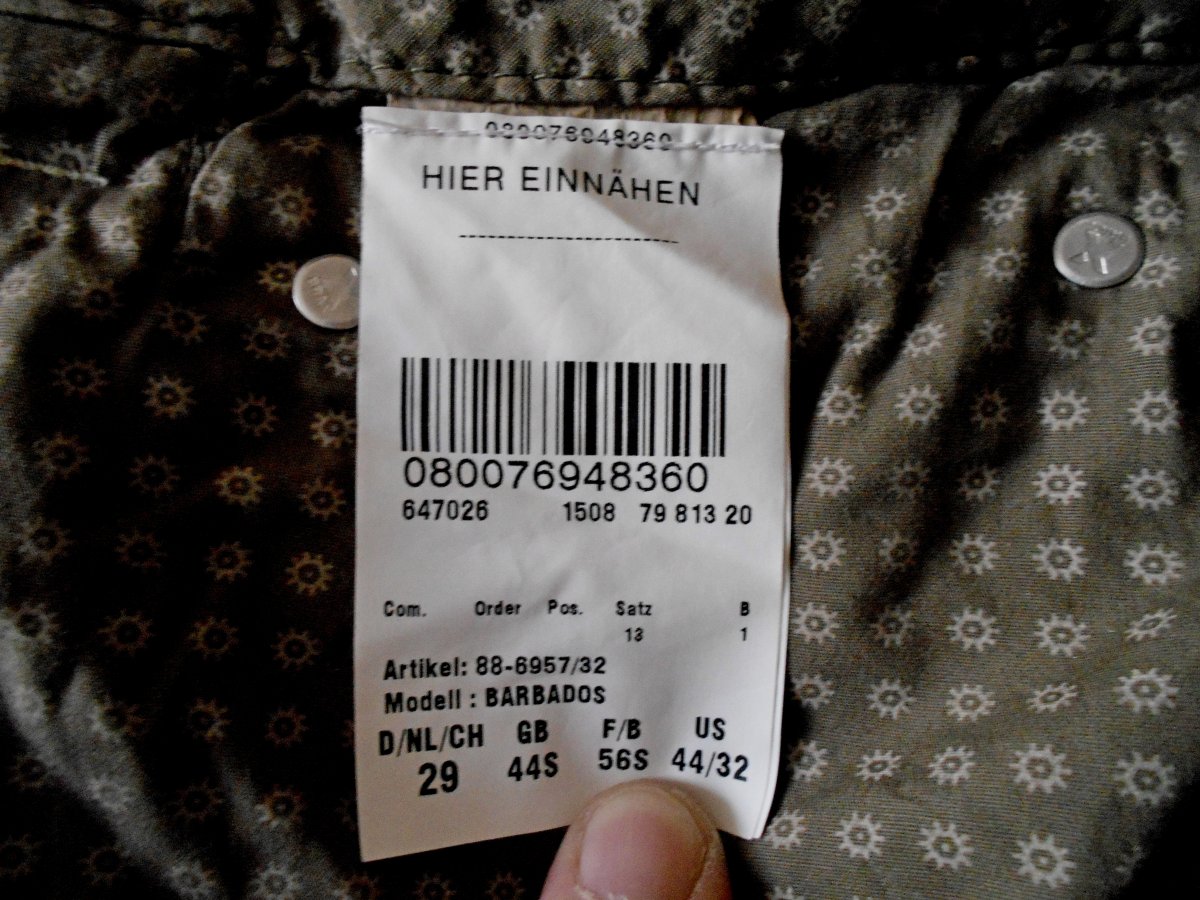 080076948360
HIER EINNÄHEN
080076948360
647026 1508 79 813 20
Com. Order Pos. Satz B
13 1
Artikel: 88-6957/32
Modell : BARBADOS
D/NL/CH GB F/B US
29 44S 56S 44/32